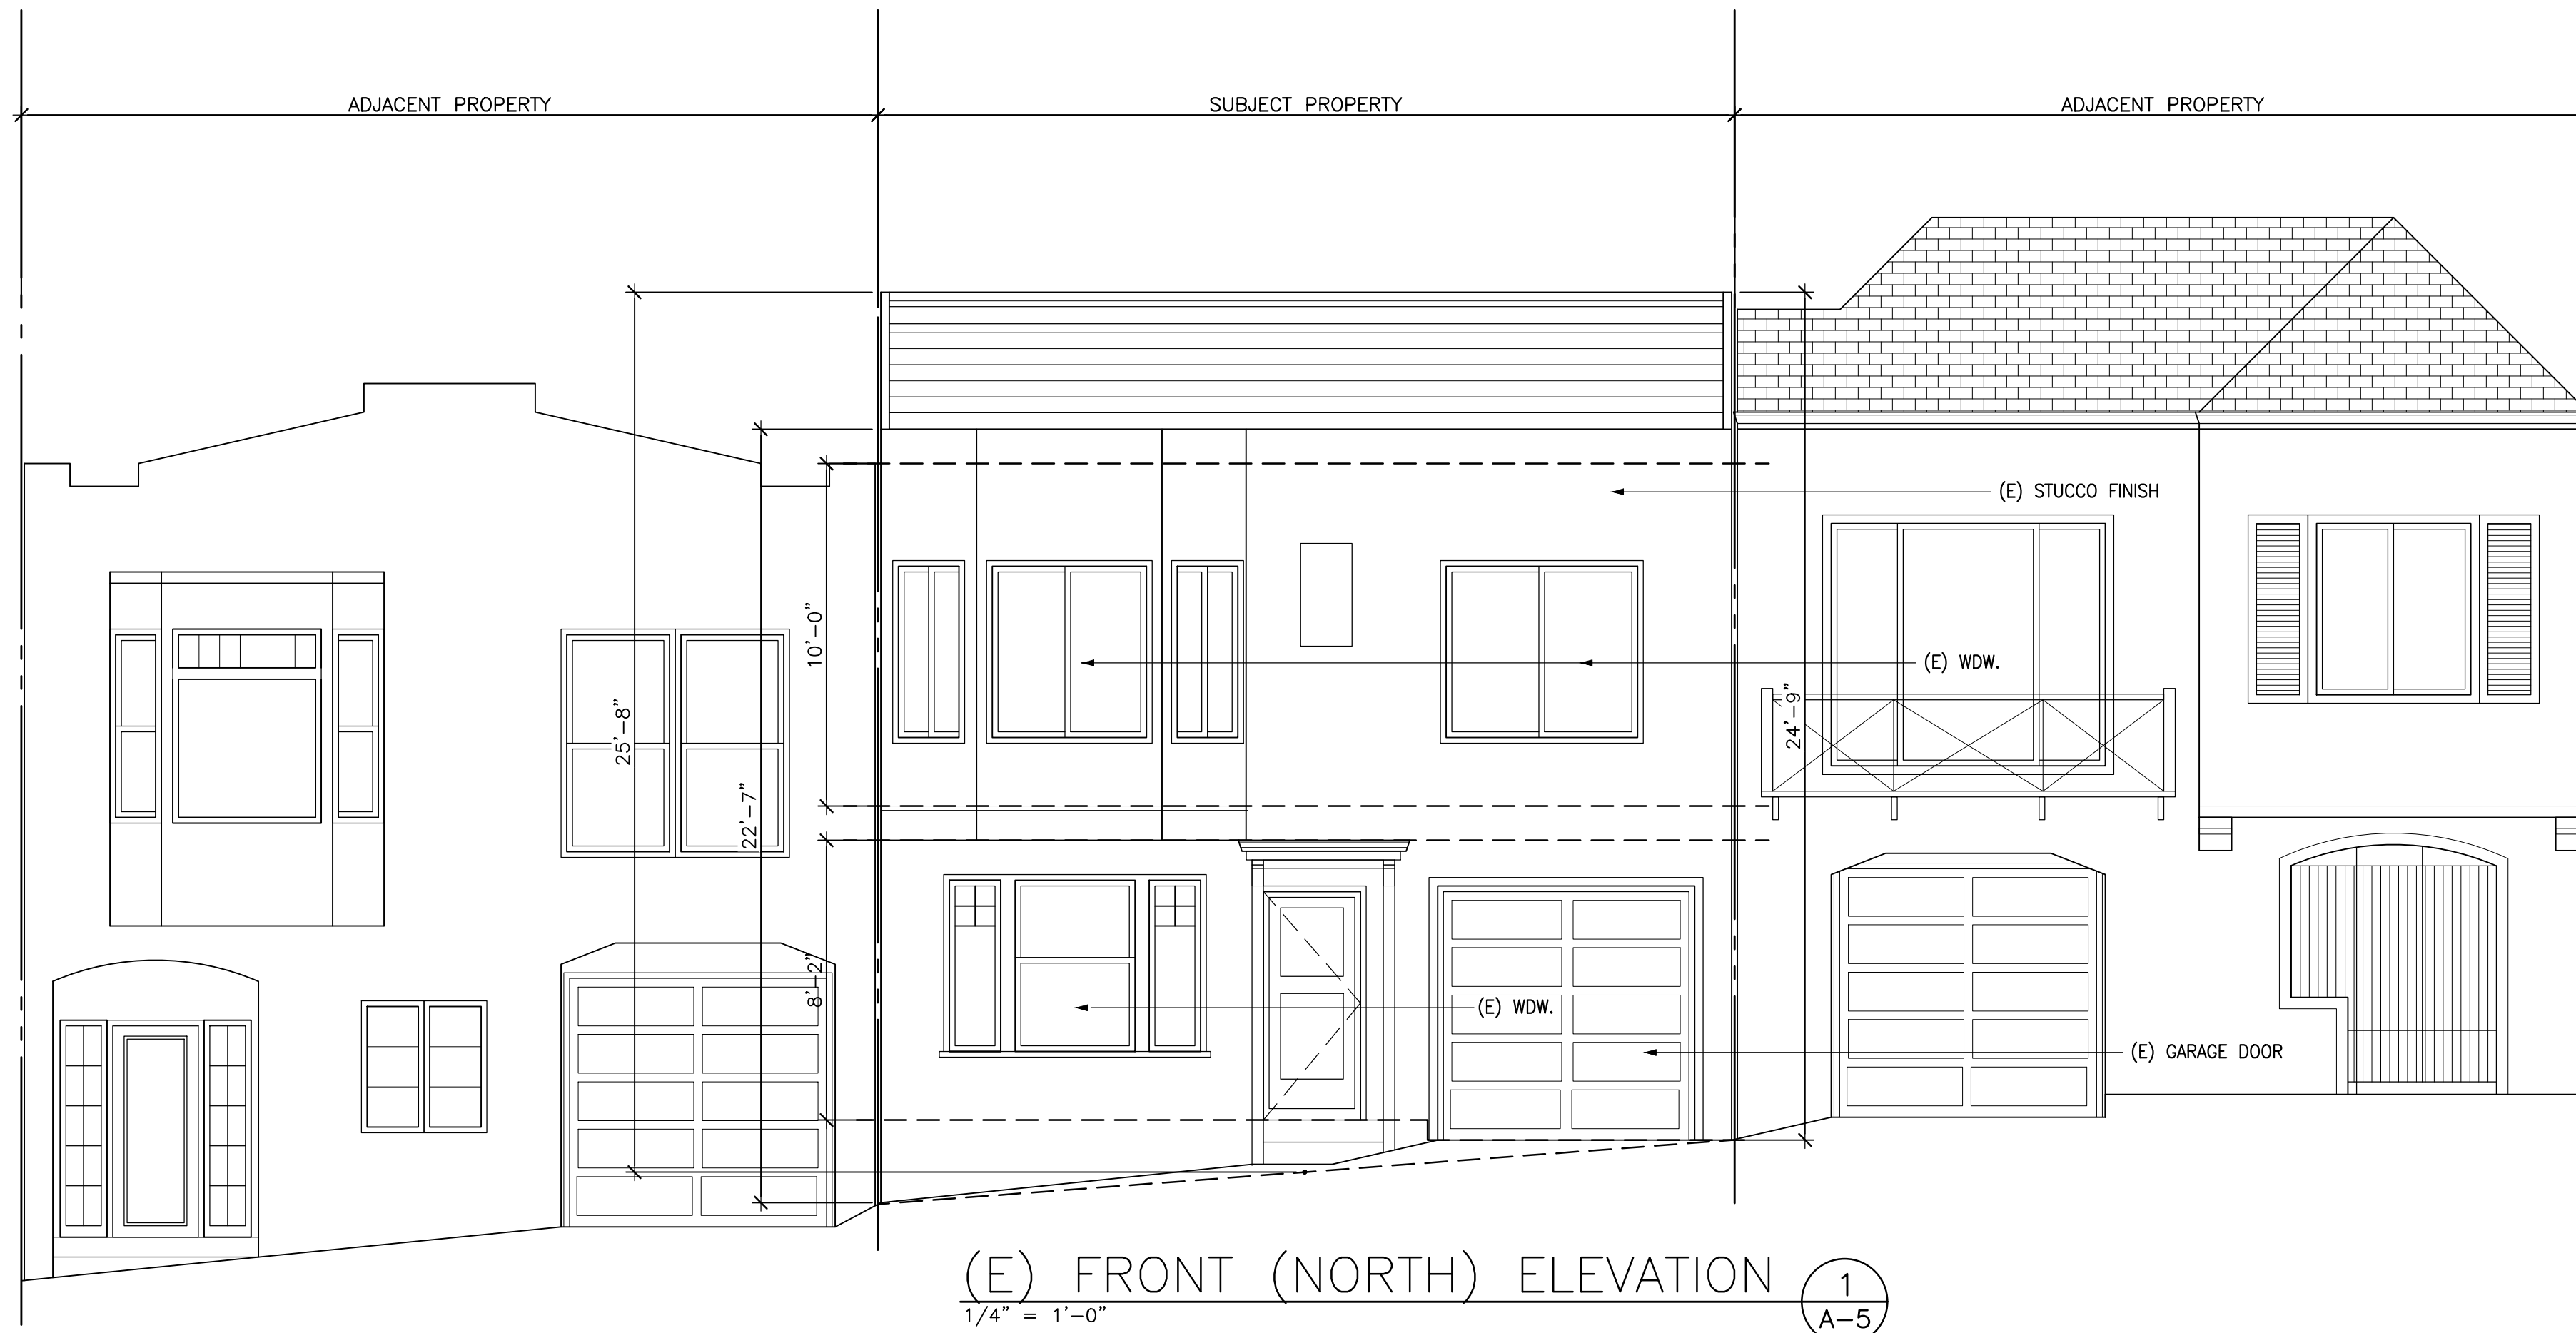 ADJACENT PROPERTY
SUBJECT PROPERTY
ADJACENT PROPERTY
(E) STUCCO FINISH
10'-0"
(E) WDW.
25'-8"
24'-9"
22'-7"
8'-2"
(E) WDW.
(E) GARAGE DOOR
(E) FRONT (NORTH) ELEVATION
1/4" = 1'-0"
1
A-5